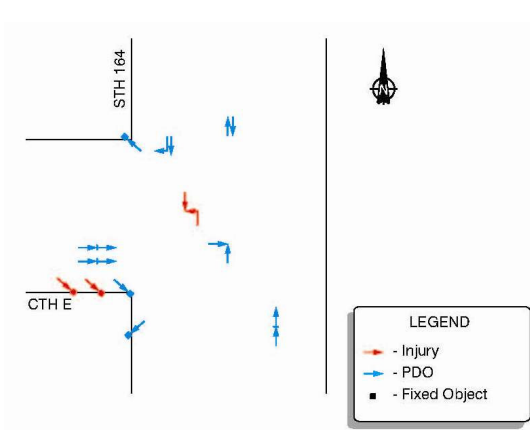 STH 164
N
CTH E
LEGEND
- Injury
- PDO
- Fixed Object